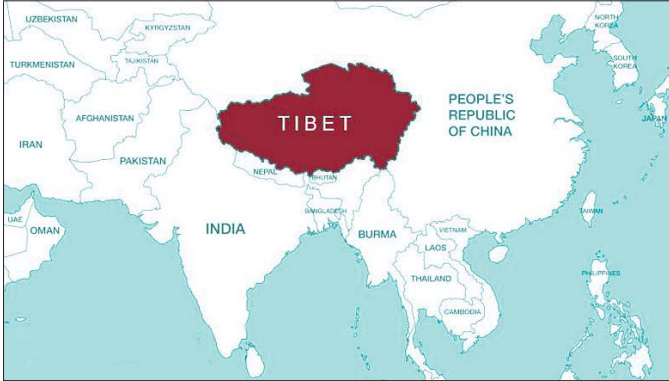 UZBEKISTAN
KYRGYZSTAN
NORTH
KOREA
TURKMENISTAN
TAJIKISTAN
SOUTH
KOREA
AFGHANISTAN
PEOPLE'S
REPUBLIC
OF CHINA
TIBET
JAPAN
IRAN
PAKISTAN
NEPAL
BHUTAN
BANGLADESH
TAIWAN
UAE
OMAN
INDIA
BURMA
VIETNAM
LAOS
THAILAND
PHILIPPINES
CAMBODIA